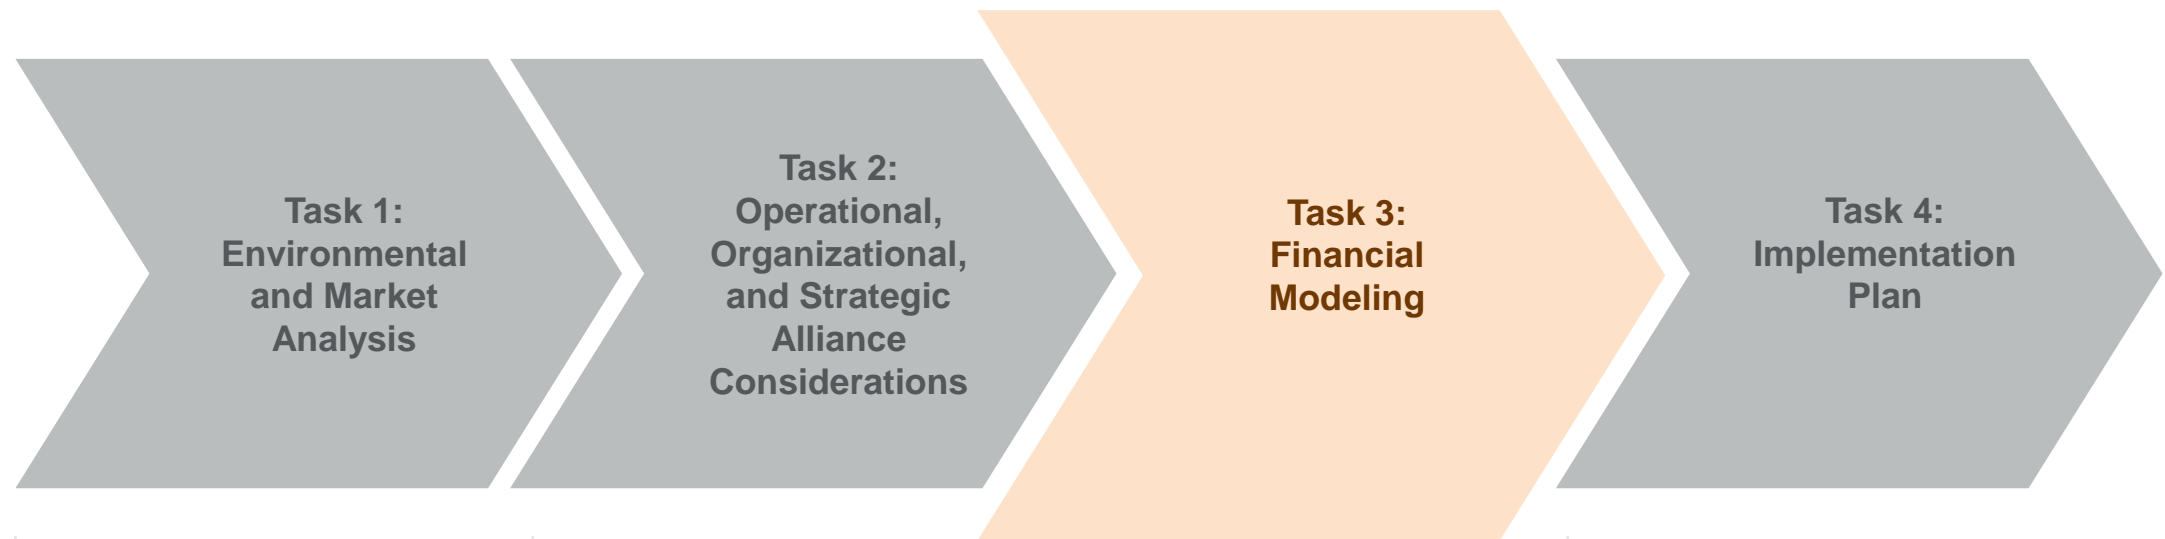 Task 1:
Environmental
and Market
Analysis
Task 2:
Operational,
Organizational,
and Strategic
Alliance
Considerations
Task 3:
Financial
Modeling
Task 4:
Implementation
Plan